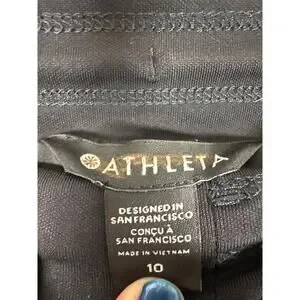 ATHLETA
DESIGNED IN
SAN FRANCISCO
CONÇU À
SAN FRANCISCO
MADE IN VIETNAM
10